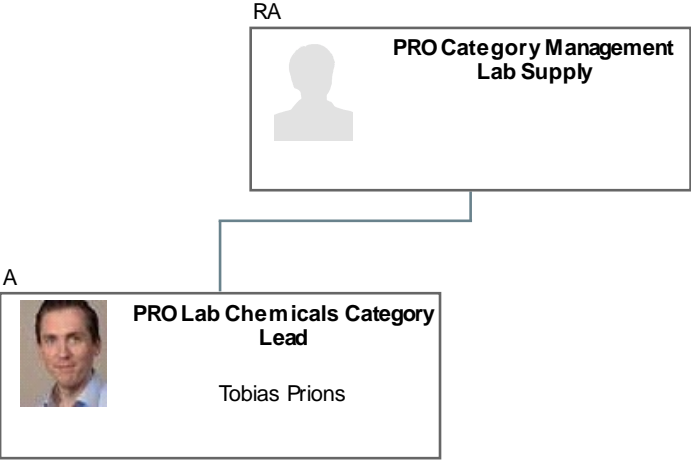 RA
PRO Category Management
Lab Supply
A
PRO Lab Chemicals Category
Lead
Tobias Prions